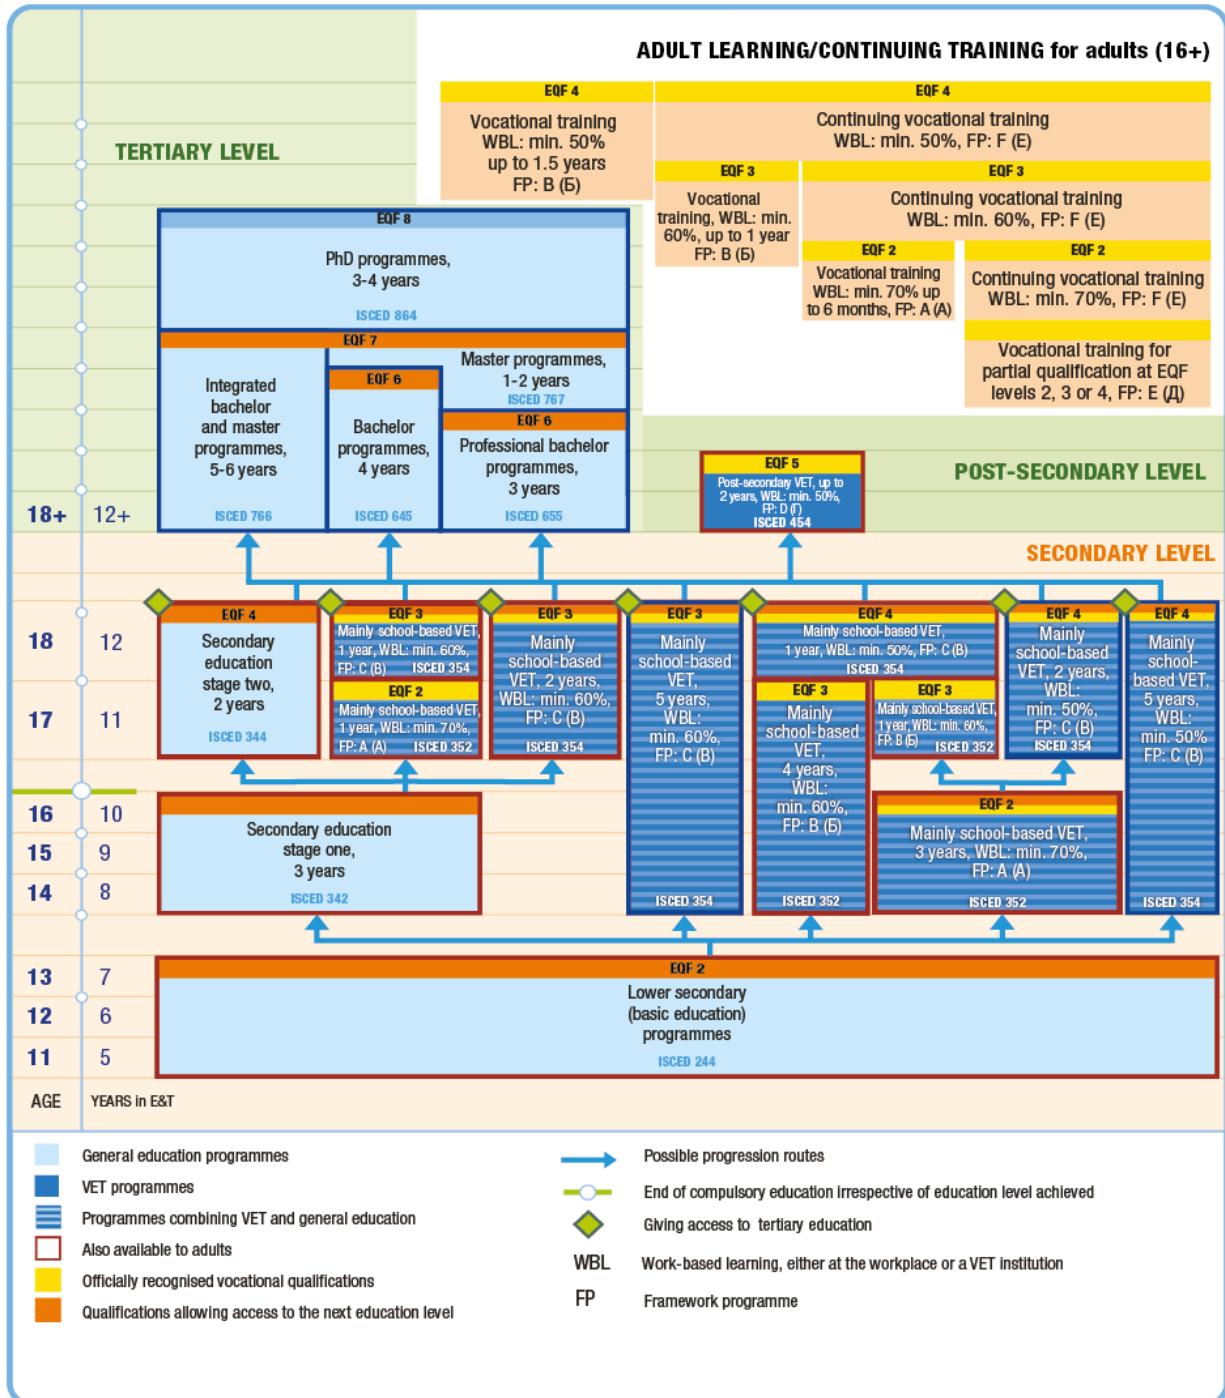 ADULT LEARNING/CONTINUING TRAINING for adults (16+)
EQF 4
Vocational training
WBL: min. 50%
up to 1.5 years
FP: B (Б)
EQF 4
Continuing vocational training
WBL: min. 50%, FP: F (E)
TERTIARY LEVEL
EQF 3
Vocational
training, WBL: min.
60%, up to 1 year
FP: B (Б)
EQF 3
Continuing vocational training
WBL: min. 60%, FP: F (E)
EQF 2
Vocational training
WBL: min. 70% up
to 6 months, FP: A (A)
EQF 2
Continuing vocational training
WBL: min. 70%, FP: F (E)
Vocational training for
partial qualification at EQF
levels 2, 3 or 4, FP: E (Д)
EQF 8
PhD programmes,
3-4 years
ISCED 864
EQF 7
Integrated
bachelor
and master
programmes,
5-6 years
ISCED 766
Master programmes,
1-2 years
ISCED 767
EQF 6
Bachelor
programmes,
4 years
ISCED 645
EQF 6
Professional bachelor
programmes,
3 years
ISCED 655
EQF 5
Post-secondary VET, up to
2 years, WBL: min. 50%,
FP: D (Г)
ISCED 454
POST-SECONDARY LEVEL
18+ 12+
SECONDARY LEVEL
EQF 4
Secondary
education
stage two,
2 years
ISCED 344
EQF 3
Mainly school-based VET,
1 year, WBL: min. 60%,
FP: C (B) ISCED 354
EQF 2
Mainly school-based VET,
1 year, WBL: min. 70%,
FP: A (A) ISCED 352
EQF 3
Mainly
school-based
VET, 2 years,
WBL: min. 60%,
FP: C (B)
ISCED 354
EQF 3
Mainly
school-based
VET,
5 years,
WBL:
min. 60%,
FP: C (B)
ISCED 354
EQF 4
Mainly school-based VET,
1 year, WBL: min. 50%, FP: C (B)
ISCED 354
EQF 3
Mainly
school-based
VET,
4 years,
WBL:
min. 60%,
FP: B (Б)
ISCED 352
EQF 3
Mainly school-based VET,
1 year, WBL: min. 60%,
FP: B (Б) ISCED 352
EQF 4
Mainly
school-based
VET, 2 years,
WBL:
min. 50%,
FP: C (B)
ISCED 354
EQF 4
Mainly
school-
based VET,
5 years,
WBL:
min. 50%
FP: C (B)
ISCED 354
18 12
17 11
16 10
15 9
14 8
Secondary education
stage one,
3 years
ISCED 342
EQF 2
Mainly school-based VET,
3 years, WBL: min. 70%,
FP: A (A)
ISCED 352
EQF 2
Lower secondary
(basic education)
programmes
ISCED 244
13 7
12 6
11 5
AGE YEARS in E&T
General education programmes
VET programmes
Programmes combining VET and general education
Also available to adults
Officially recognised vocational qualifications
Qualifications allowing access to the next education level
Possible progression routes
End of compulsory education irrespective of education level achieved
Giving access to tertiary education
WBL Work-based learning, either at the workplace or a VET institution
FP Framework programme